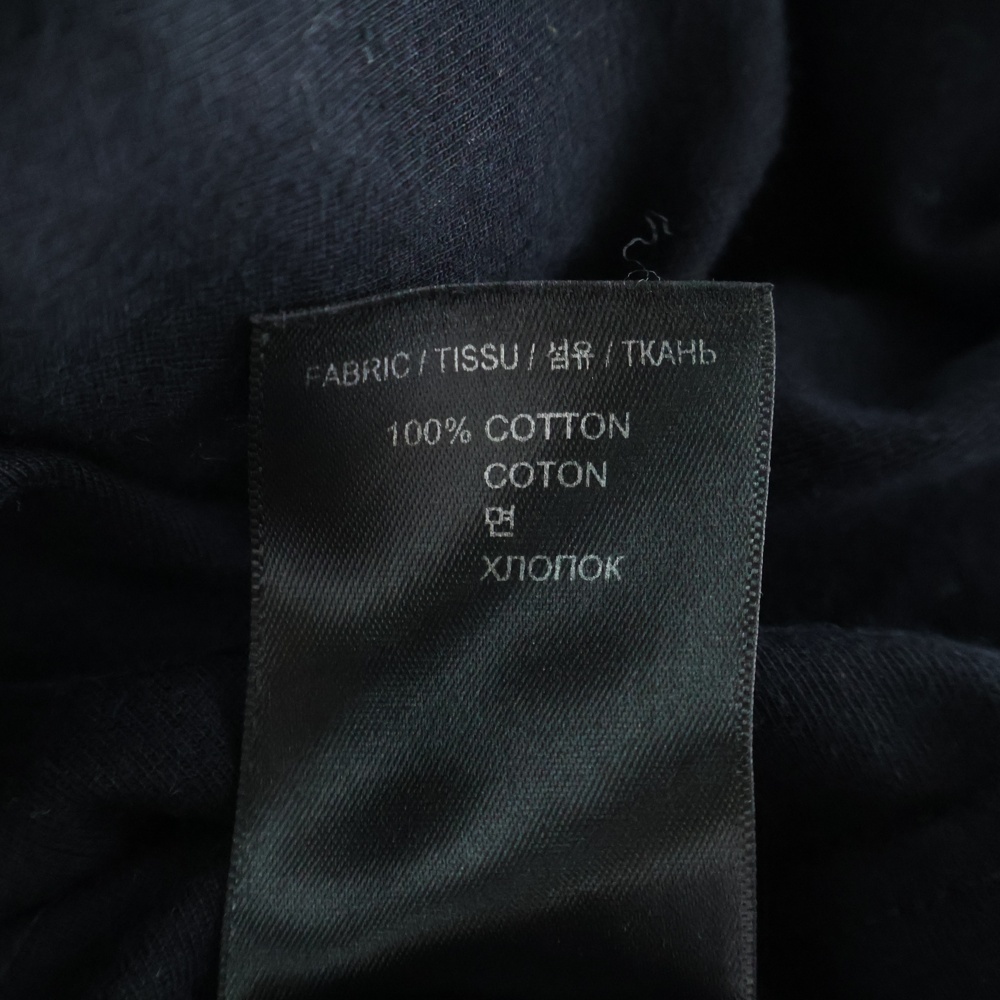 FABRIC / TISSU / 섬유 / ТКАНЬ
100% COTTON
COTON
면
ХЛОПОК